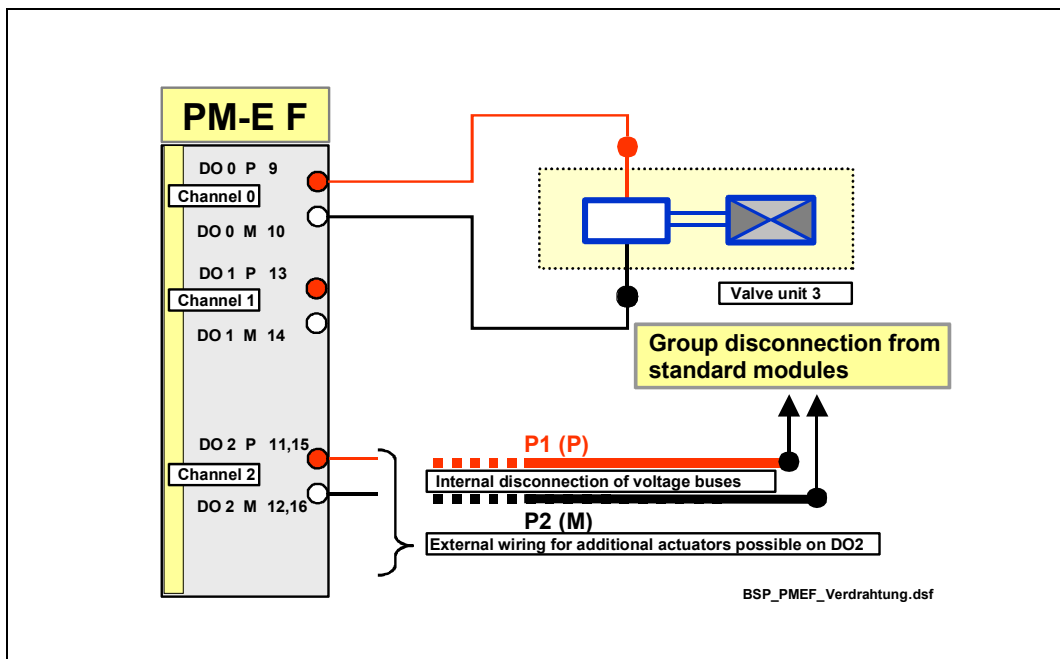 PM-E F
DO 0 P 9
Channel 0
DO 0 M 10
DO 1 P 13
Channel 1
DO 1 M 14
DO 2 P 11,15
Channel 2
DO 2 M 12,16
Valve unit 3
Group disconnection from
standard modules
P1 (P)
Internal disconnection of voltage buses
P2 (M)
External wiring for additional actuators possible on DO2
BSP_PMEF_Verdrahtung.dsf